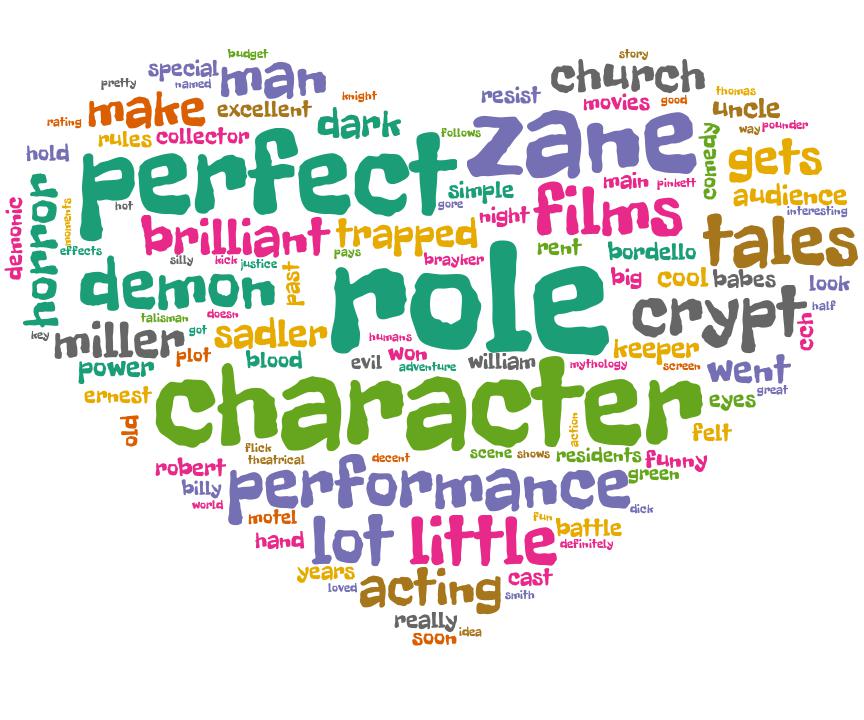 budget
story
special
man
church
pretty
named
resist
movies
good
thomas
make
excellent
knight
uncle
rating
rules
collector
dark
follows
zane
way
pounder
hold
perfect
comedy
gets
simple
main
pinkett
audience
hot
gore
night
films
interesting
demonic
horror
moments
brilliant
trapped
rent
bordello
tales
effects
silly
kick
justice
pays
brayker
demon
past
role
big
cool
babes
look
talisman
doesn
crypt
half
key
miller
got
sadler
humans
cch
plot
won
keeper
power
blood
evil
adventure
william
mythology
screen
went
ernest
character
great
eyes
old
action
felt
flick
scene
shows
residents
funny
robert
theatrical
decent
green
billy
performance
world
dick
motel
fun
battle
hand
lot
little
definitely
years
acting
cast
loved
smith
really
soon
idea